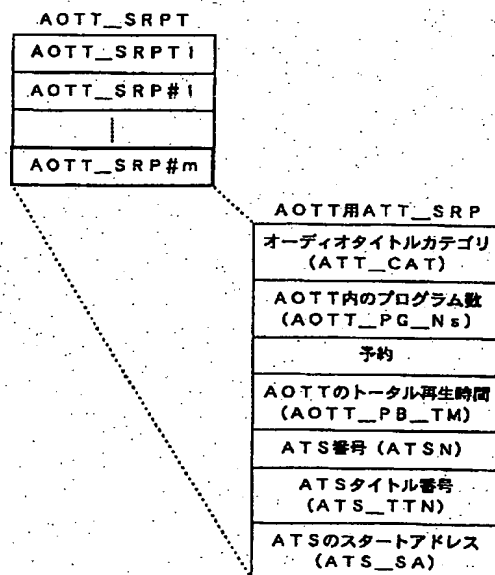 AOTT_SRPT
AOTT_SRPTI
AOTT_SRP#1
AOTT_SRP#m
AOTT用ATT_SRP
オーディオタイトルカテゴリ
(ATT_CAT)
AOTT内のプログラム数
(AOTT_PG_Ns)
予約
AOTTのトータル再生時間
(AOTT_PB_TM)
ATS番号(ATSN)
ATSタイトル番号
(ATS_TTN)
ATSのスタートアドレス
(ATS_SA)